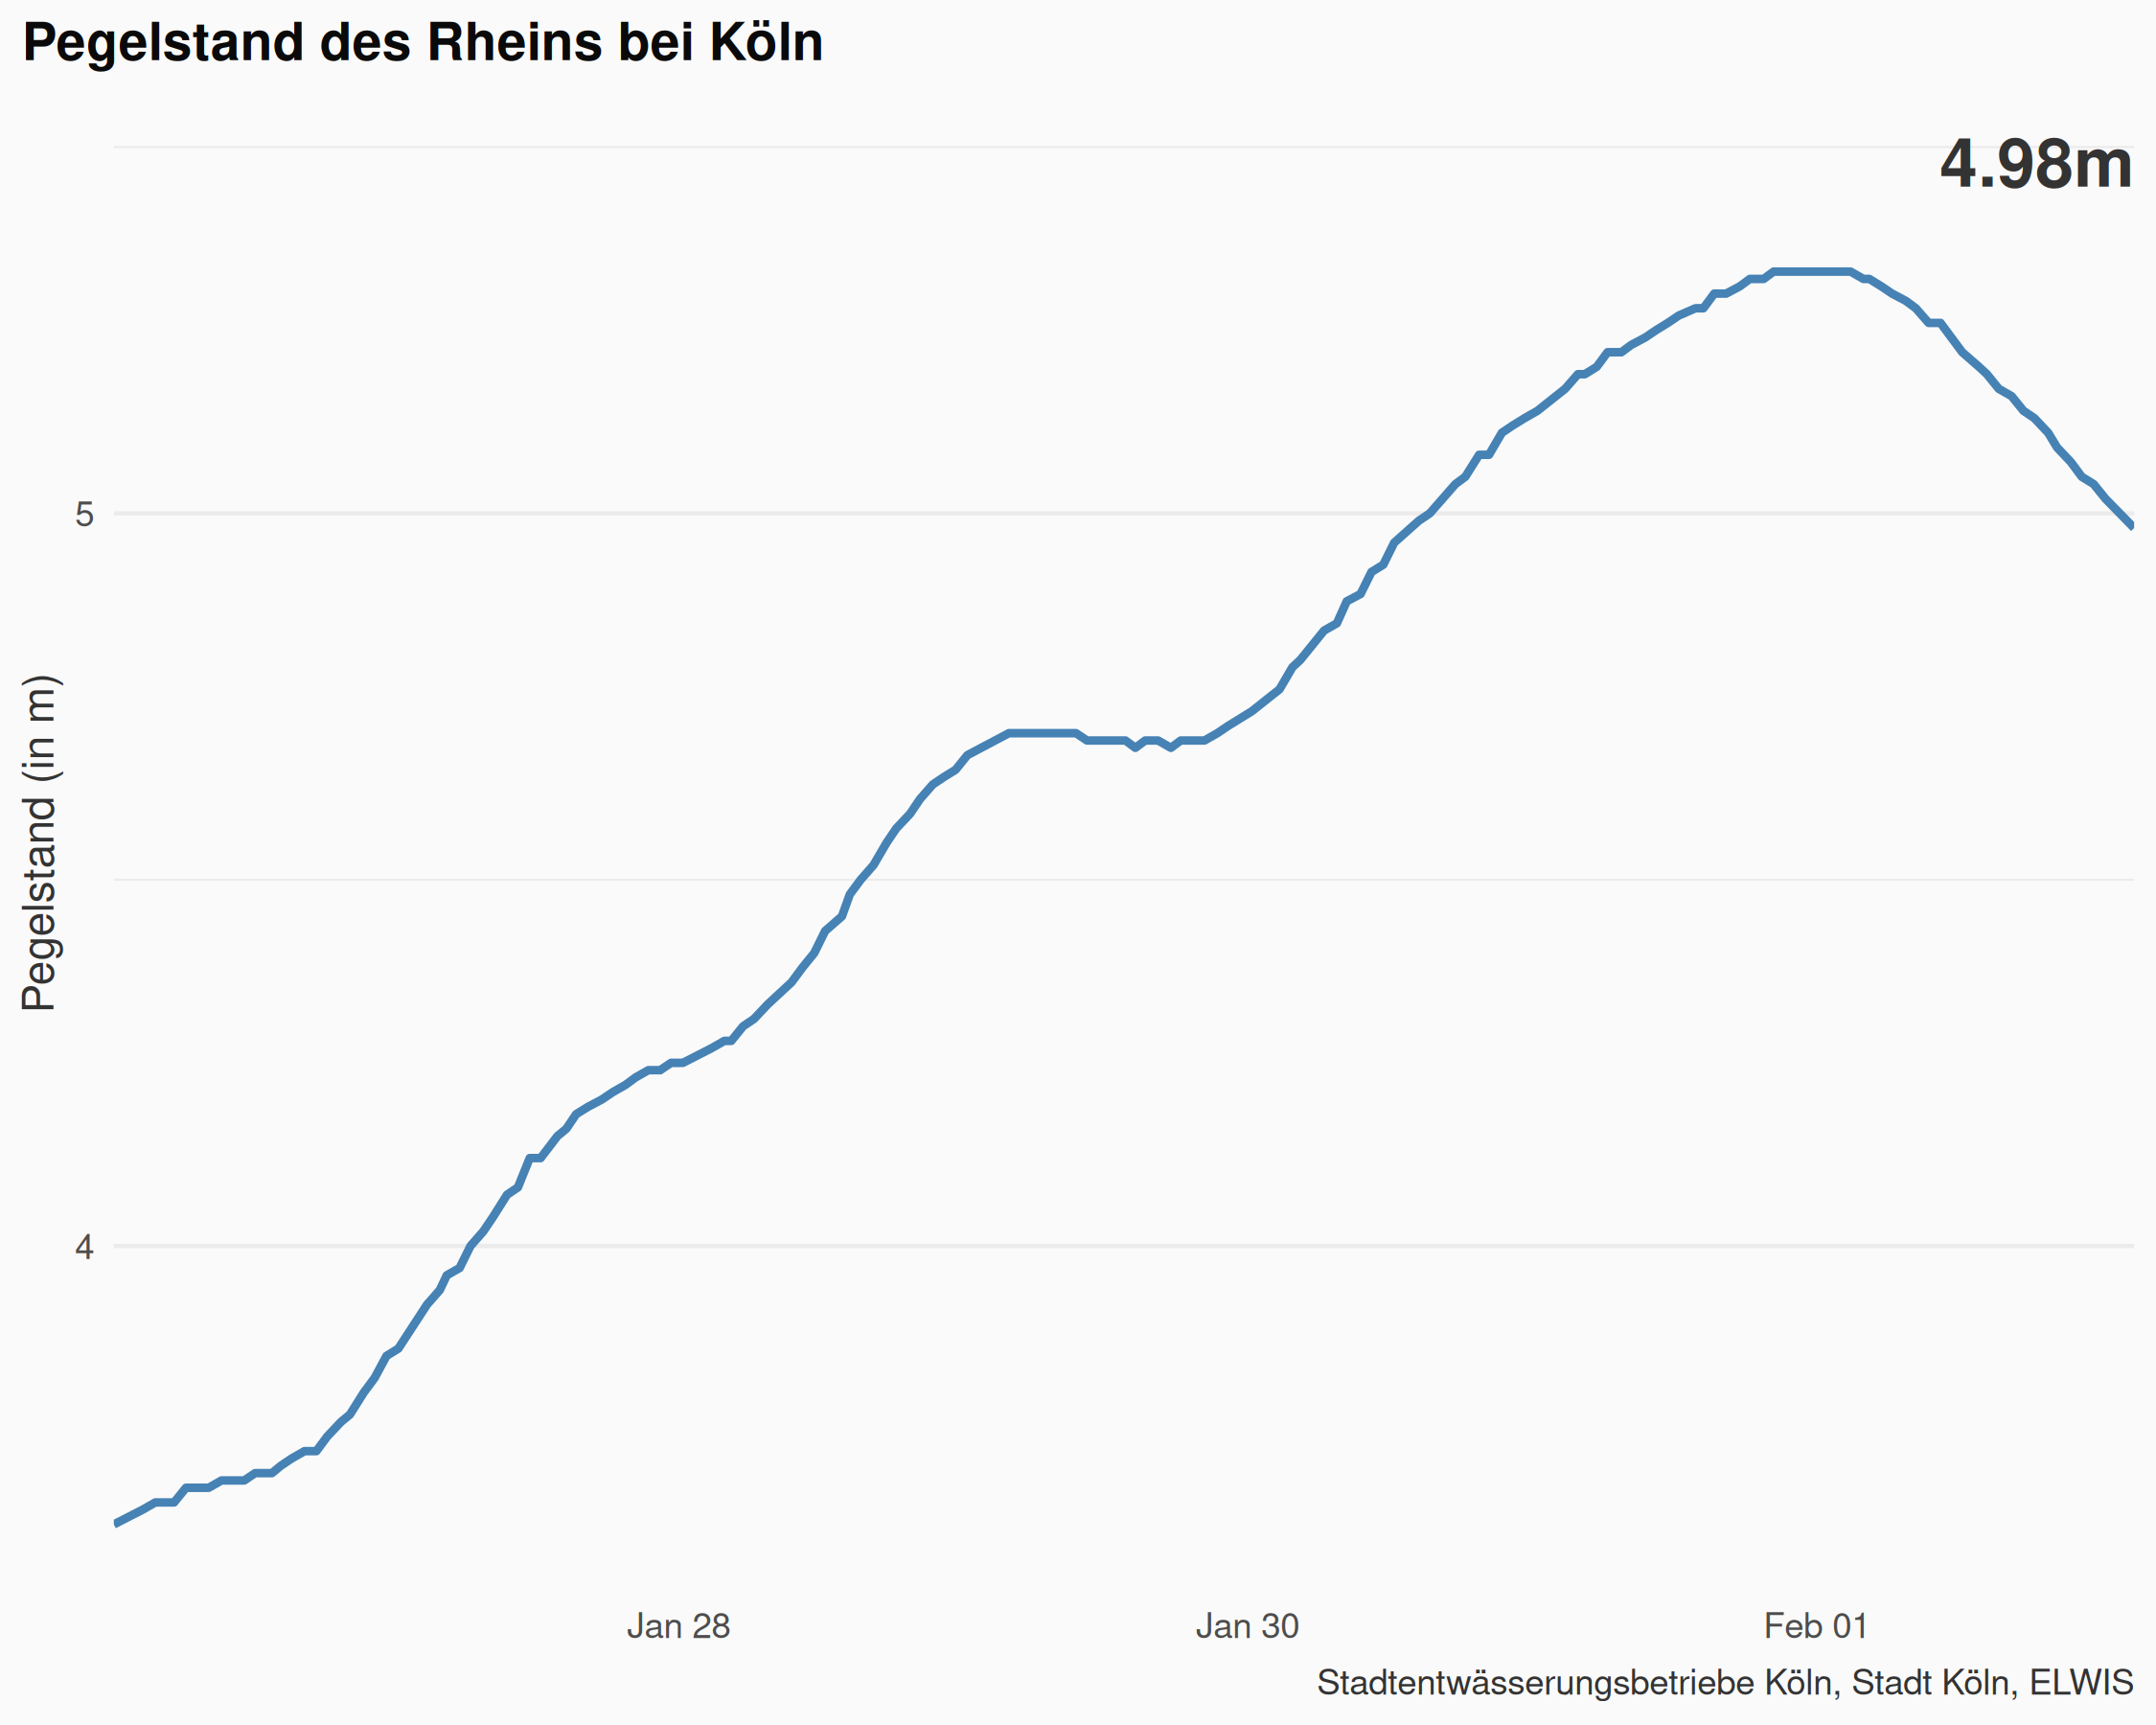 Pegelstand des Rheins bei Köln
4.98m
Pegelstand (in m)
5
4
Jan 28
Jan 30
Feb 01
Stadtentwässerungsbetriebe Köln, Stadt Köln, ELWIS